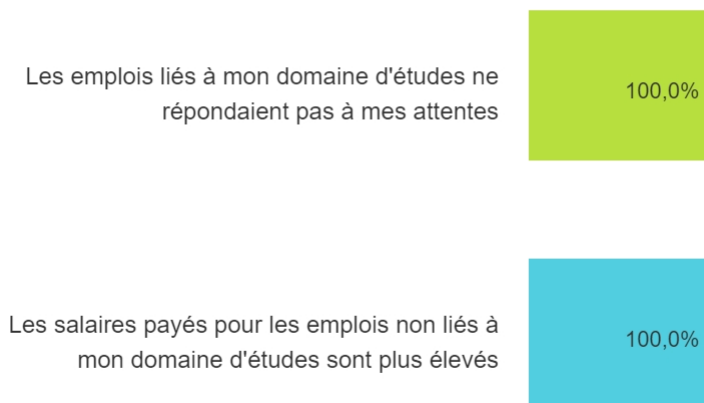 Les emplois liés à mon domaine d'études ne
répondaient pas à mes attentes
100,0%
Les salaires payés pour les emplois non liés à
mon domaine d'études sont plus élevés
100,0%